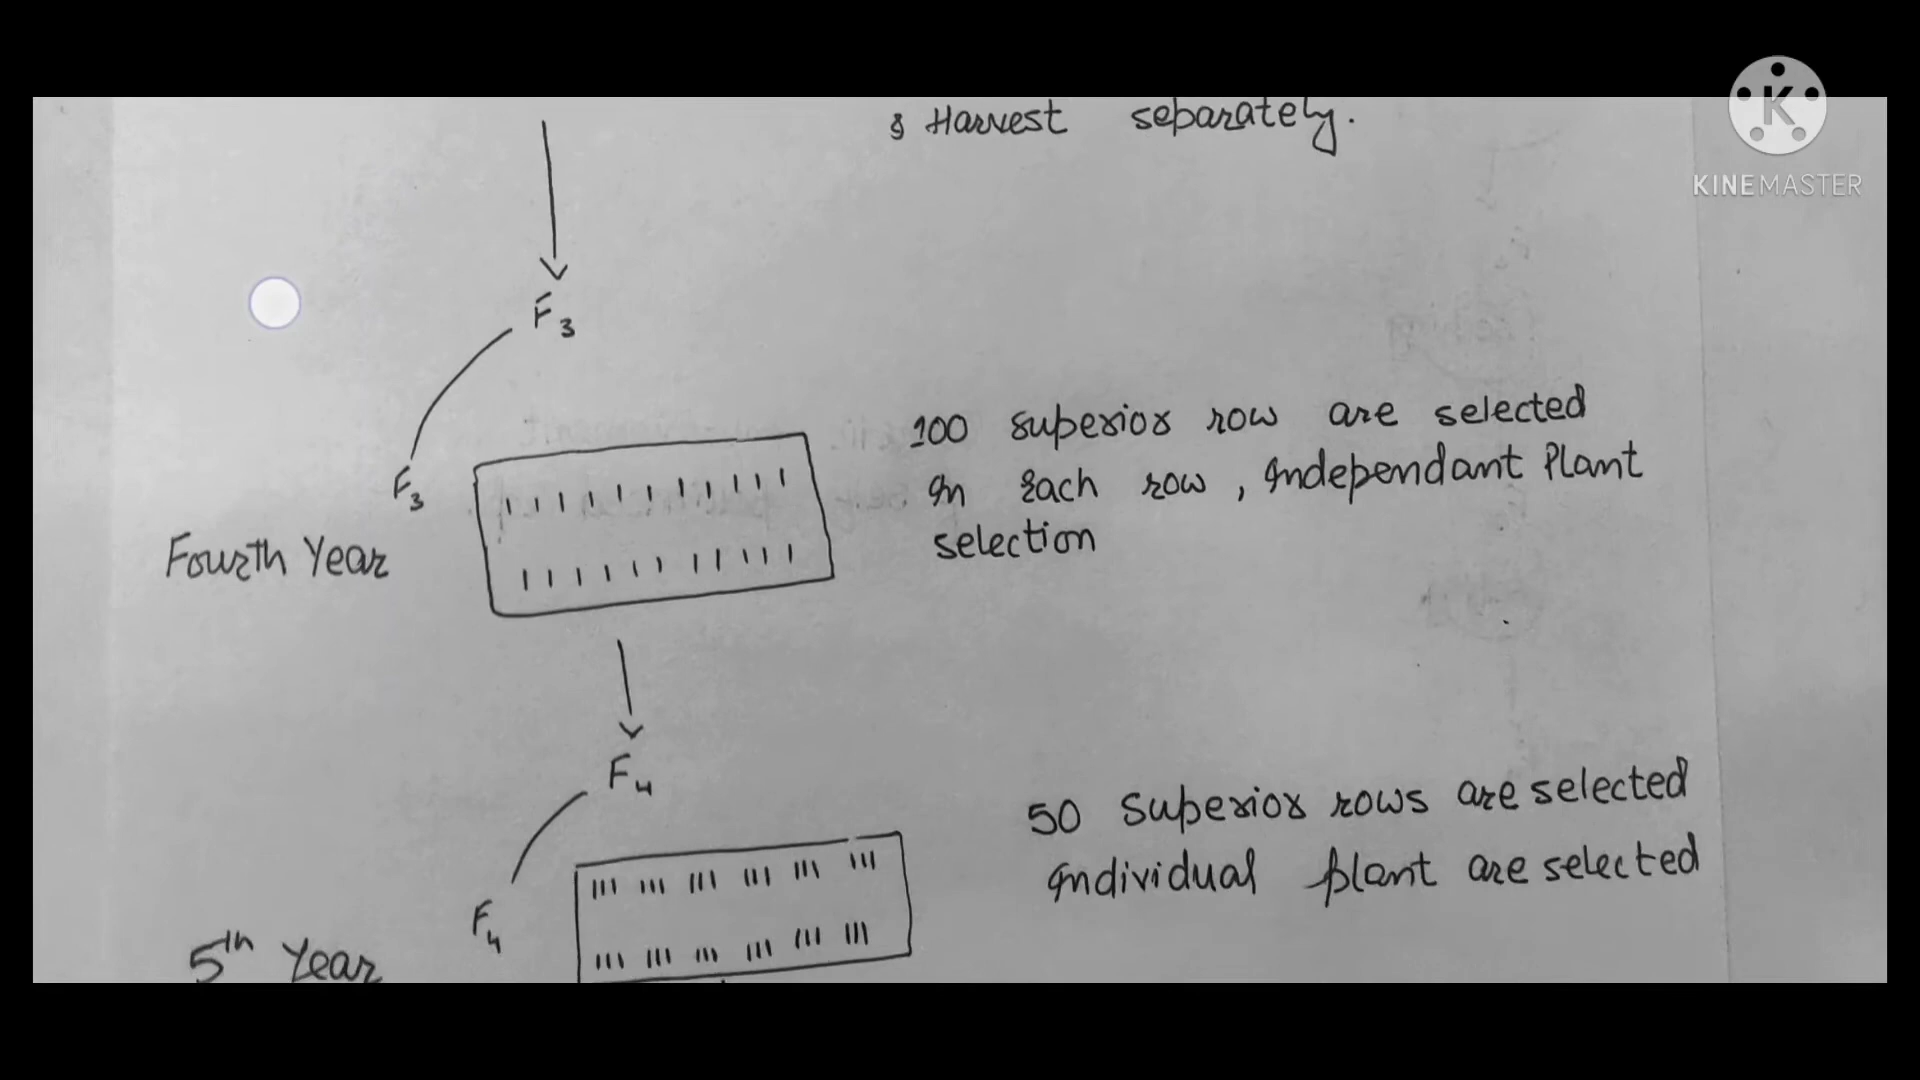 & Harvest separately.
KINEMASTER
F3
100 superior row are selected
In Each row, Independant Plant
selection
F3
Fourth Year
F4
50 superior rows are selected
Individual plant are selected
F4
5th Year